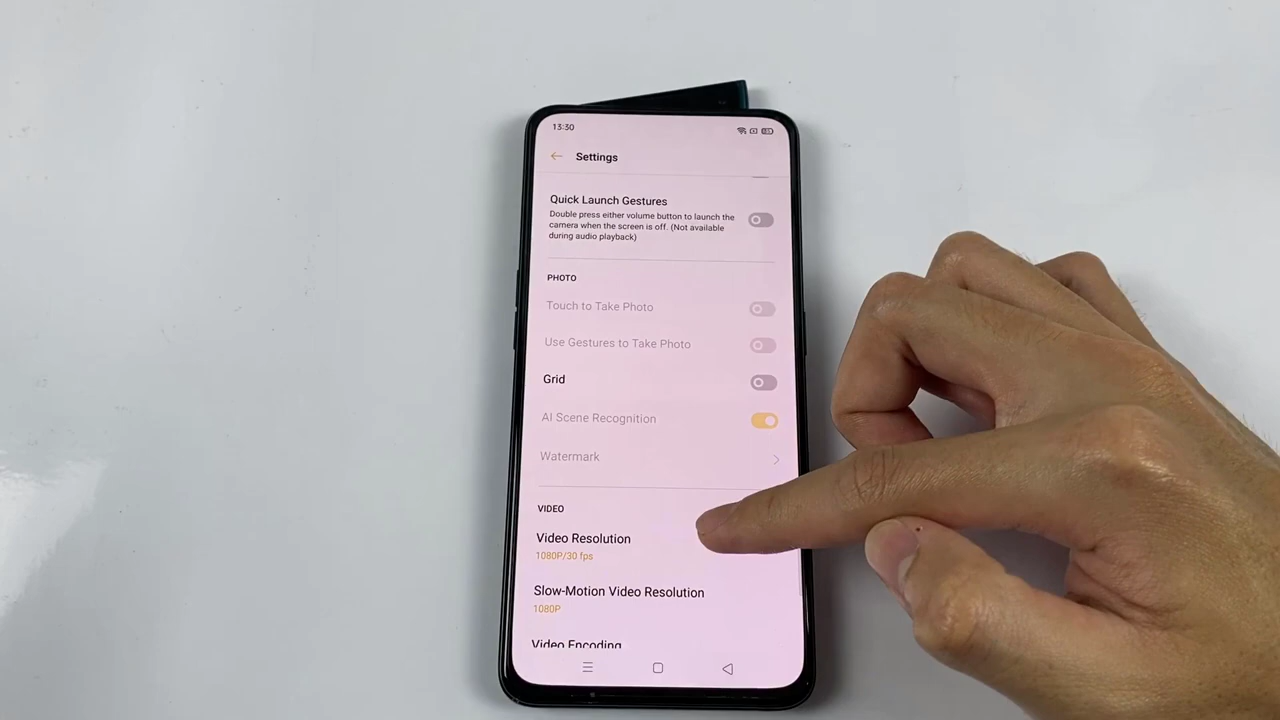 13:30
Settings
Quick Launch Gestures
Double press either volume button to launch the
camera when the screen is off. (Not available
during audio playback)
PHOTO
Touch to Take Photo
Use Gestures to Take Photo
Grid
AI Scene Recognition
Watermark
VIDEO
Video Resolution
1080P/30 fps
Slow-Motion Video Resolution
1080P
Video Encoding